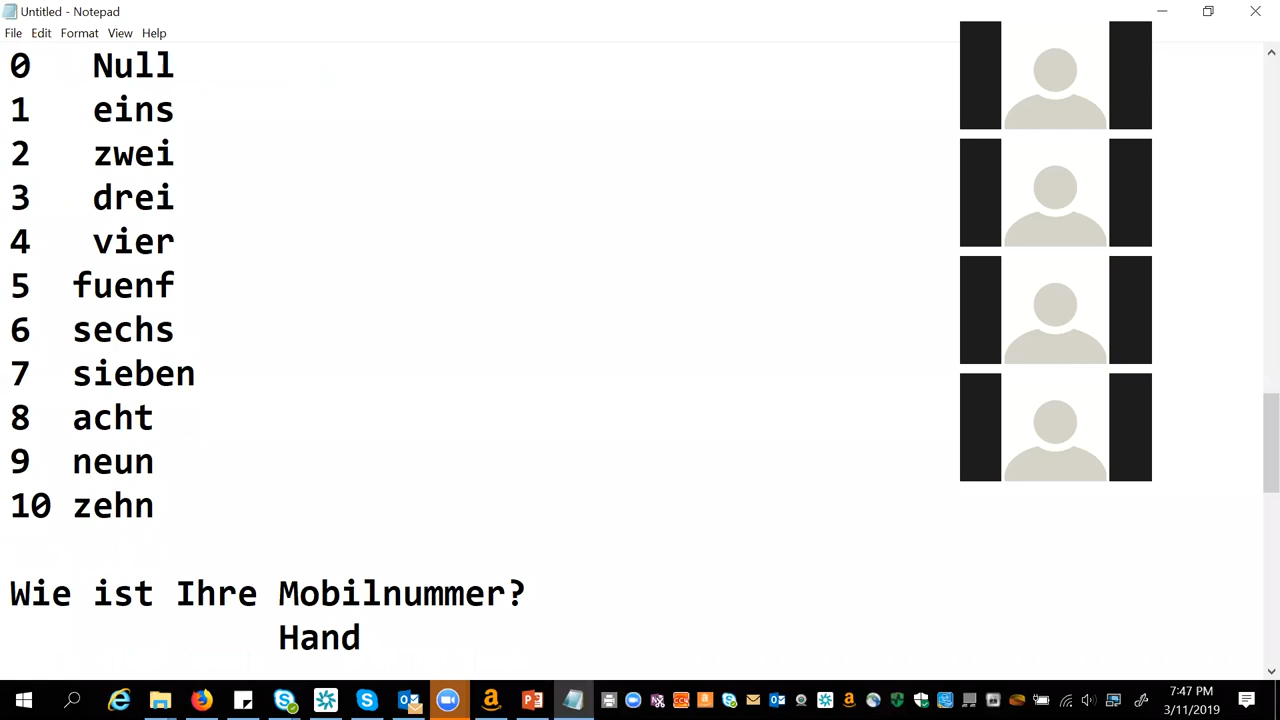 Untitled - Notepad
File Edit Format View Help
0 Null
1 eins
2 zwei
3 drei
4 vier
5 fuenf
6 sechs
7 sieben
8 acht
9 neun
10 zehn
Wie ist Ihre Mobilnummer?
Hand
7:47 PM
3/11/2019